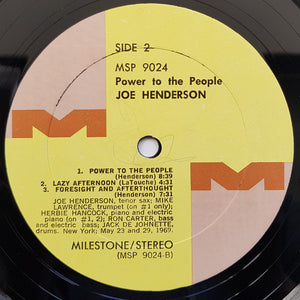 SIDE 2
MSP 9024
Power to the People
JOE HENDERSON
1. POWER TO THE PEOPLE
(Henderson) 8:39
2. LAZY AFTERNOON (LaTouche) 4:31
3. FORESIGHT AND AFTERTHOUGHT
(Henderson) 7:31
JOE HENDERSON, tenor sax; MIKE
LAWRENCE, trumpet (on #1 only);
HERBIE HANCOCK, piano and electric
piano (on #1, 2); RON CARTER, bass
and electric bass; JACK DE JOHNETTE,
drums. New York; May 23 and 29, 1969.
MILESTONE/STEREO
(MSP 9024-B)